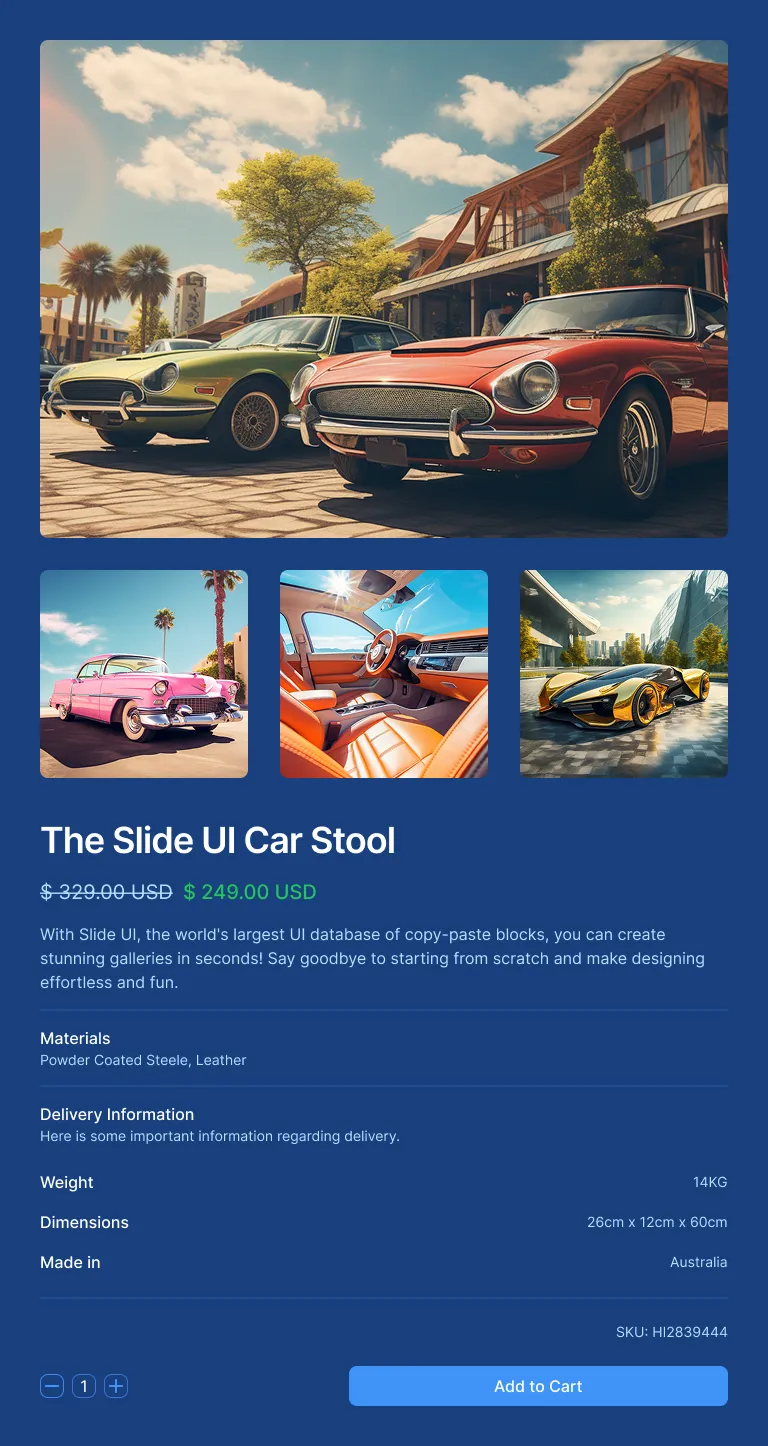 The Slide UI Car Stool
$ 329.00 USD $ 249.00 USD
With Slide UI, the world's largest UI database of copy-paste blocks, you can create
stunning galleries in seconds! Say goodbye to starting from scratch and make designing
effortless and fun.
Materials
Powder Coated Steele, Leather
Delivery Information
Here is some important information regarding delivery.
Weight 14KG
Dimensions 26cm x 12cm x 60cm
Made in Australia
SKU: HI2839444
1 Add to Cart